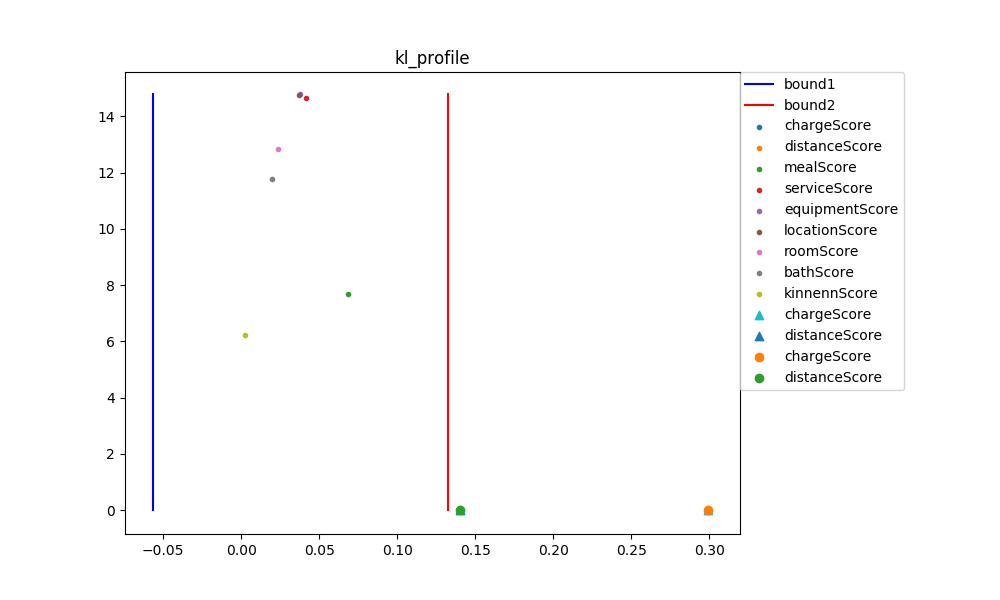 kl_profile
14
12
10
8
6
4
2
0
−0.05
0.00
0.05
0.10
0.15
0.20
0.25
0.30
bound1
bound2
chargeScore
distanceScore
mealScore
serviceScore
equipmentScore
locationScore
roomScore
bathScore
kinnennScore
chargeScore
distanceScore
chargeScore
distanceScore